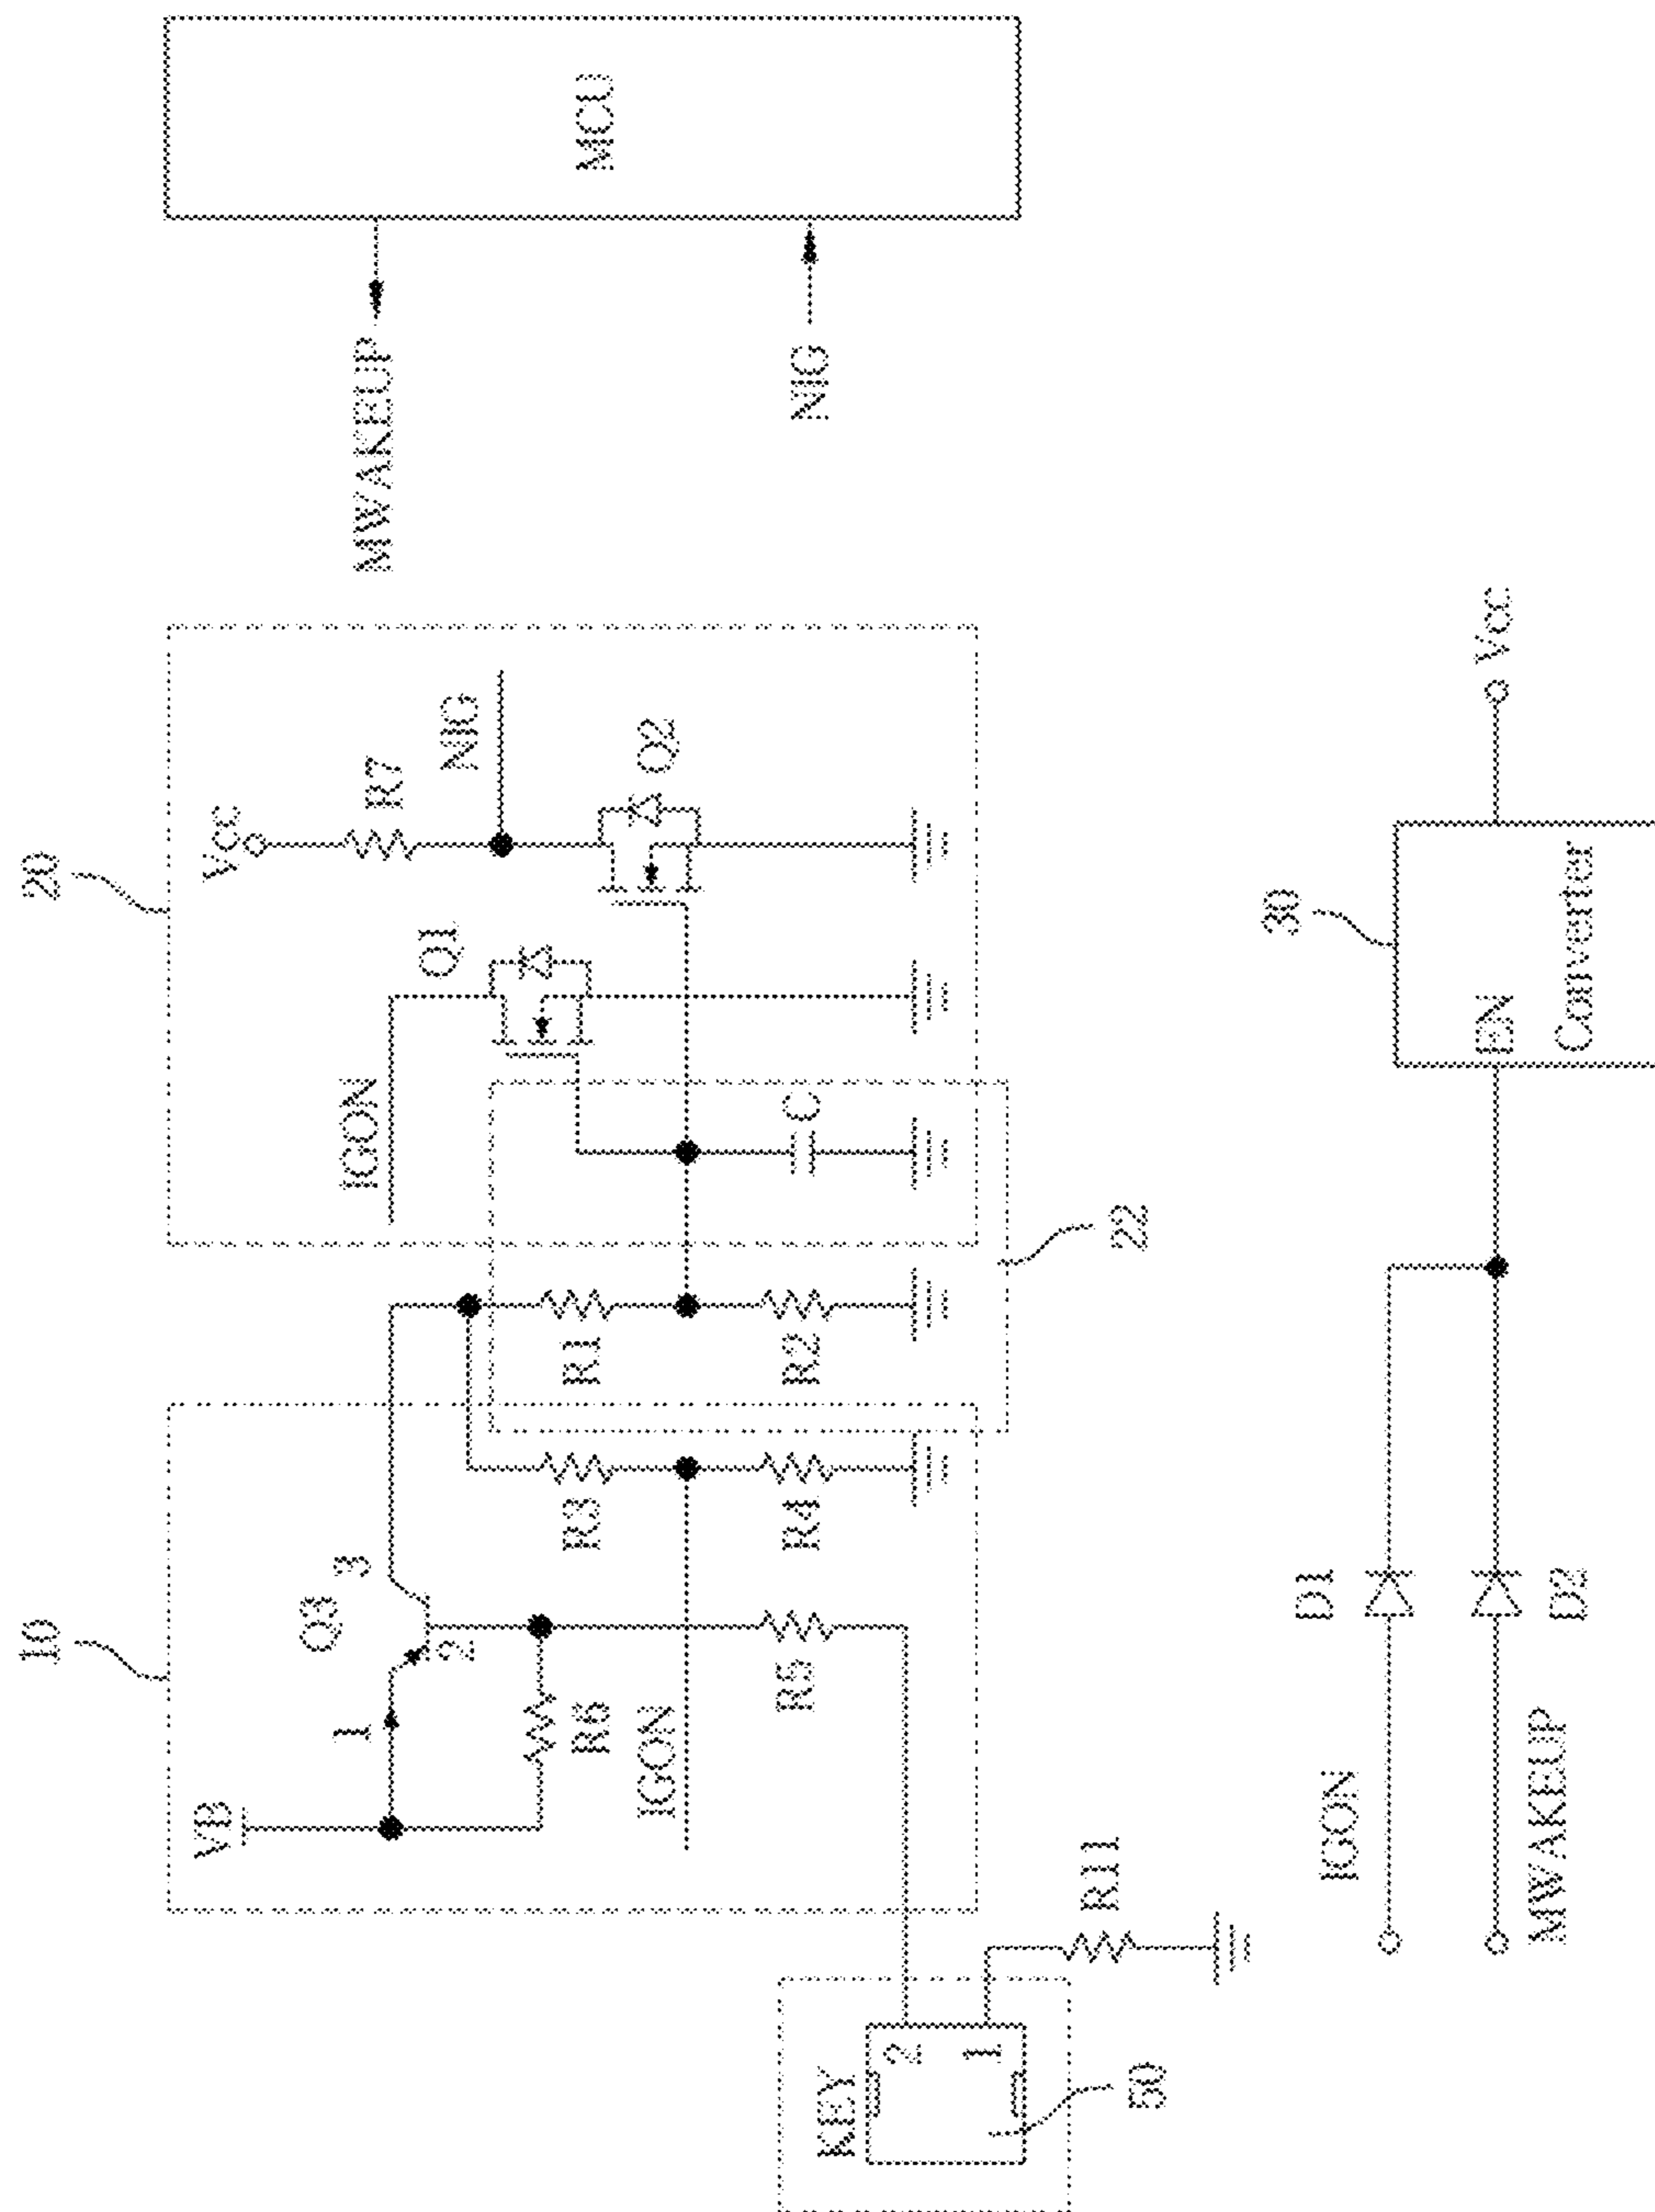 10
VB
1
Q3
3
2
R6
IGON
R5
R3
R4
R1
R2
22
20
IGON
Q1
C
Vcc
R7
NIG
Q2
MWAKEUP
NIG
MCU
KEY
2
1
50
R11
IGON
MWAKEUP
D1
D2
30
EN
Converter
Vcc